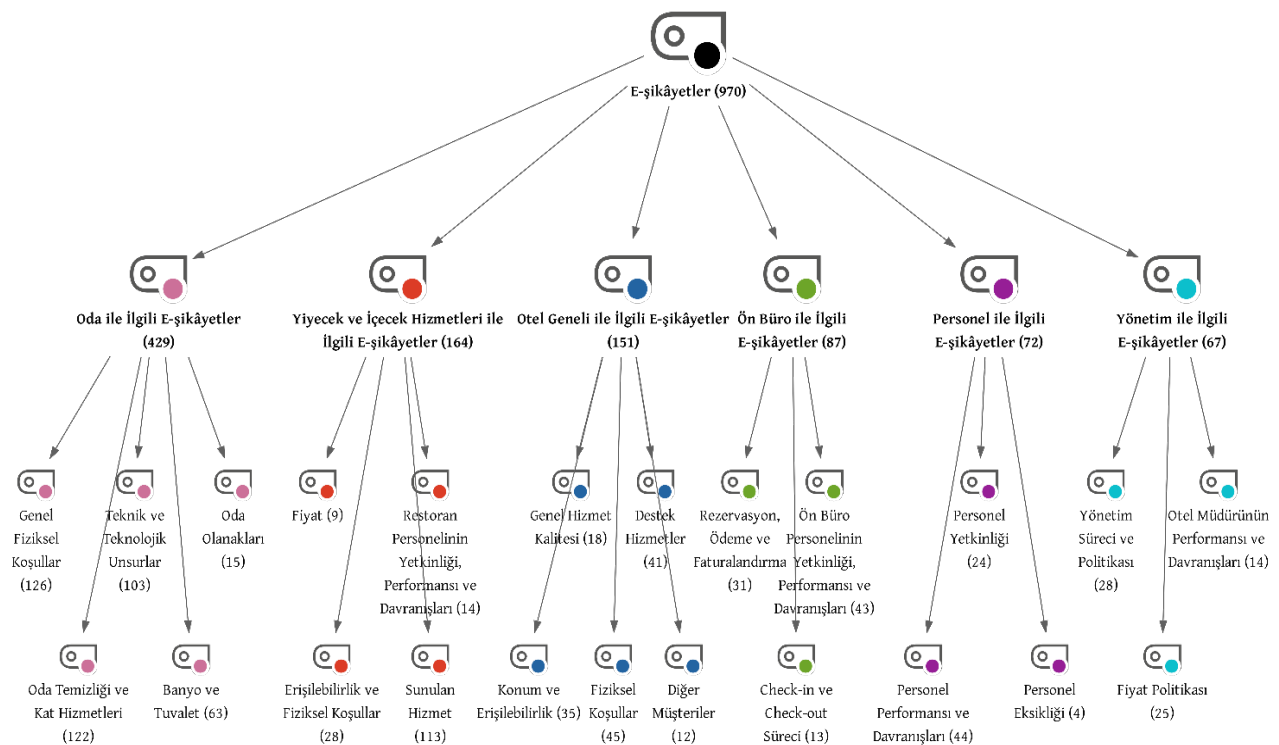 E-şikâyetler (970)
Oda ile İlgili E-şikâyetler
(429)
Yiyecek ve İçecek Hizmetleri ile
İlgili E-şikâyetler (164)
Otel Geneli ile İlgili E-şikâyetler
(151)
Ön Büro ile İlgili
E-şikâyetler (87)
Personel ile İlgili
E-şikâyetler (72)
Yönetim ile İlgili
E-şikâyetler (67)
Genel
Fiziksel
Koşullar
(126)
Teknik ve
Teknolojik
Unsurlar
(103)
Oda
Olanakları
(15)
Fiyat (9)
Restoran
Personelinin
Yetkinliği,
Performansı ve
Davranışları (14)
Genel Hizmet
Kalitesi (18)
Destek
Hizmetler
(41)
Rezervasyon,
Ödeme ve
Faturalandırma
(31)
Ön Büro
Personelinin
Yetkinliği,
Performansı ve
Davranışları (43)
Personel
Yetkinliği
(24)
Yönetim
Süreci ve
Politikası
(28)
Otel Müdürünün
Performansı ve
Davranışları (14)
Oda Temizliği ve
Kat Hizmetleri
(122)
Banyo ve
Tuvalet (63)
Erişilebilirlik ve
Fiziksel Koşullar
(28)
Sunulan
Hizmet
(113)
Konum ve
Erişilebilirlik (35)
Fiziksel
Koşullar
(45)
Diğer
Müşteriler
(12)
Check-in ve
Check-out
Süreci (13)
Personel
Performansı ve
Davranışları (44)
Personel
Eksikliği (4)
Fiyat Politikası
(25)